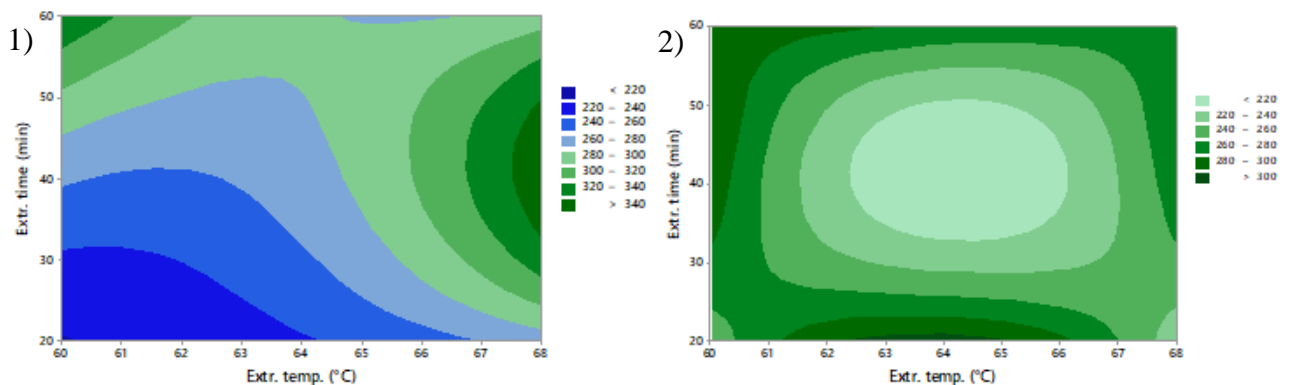 1)
60
50
40
30
20
Extr. time (min)
60 61 62 63 64 65 66 67 68
Extr. temp. (°C)
< 220
220 – 240
240 – 260
260 – 280
280 – 300
300 – 320
320 – 340
> 340
2)
60
50
40
30
20
Extr. time (min)
60 61 62 63 64 65 66 67 68
Extr. temp. (°C)
< 220
220 – 240
240 – 260
260 – 280
280 – 300
> 300